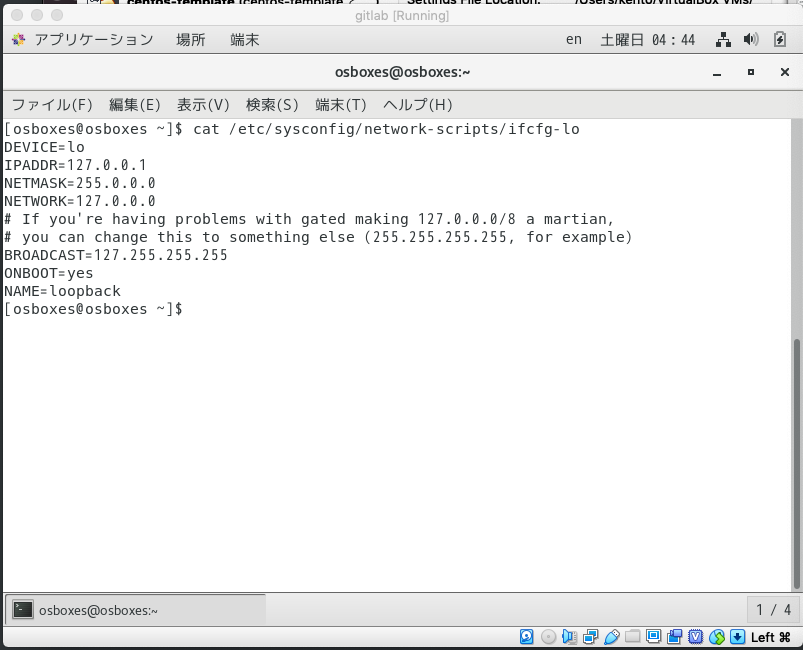 gitlab [Running]
アプリケーション 場所 端末 en 土曜日 04：44
osboxes@osboxes:~
ファイル(F) 編集(E) 表示(V) 検索(S) 端末(T) ヘルプ(H)
[osboxes@osboxes ~]$ cat /etc/sysconfig/network-scripts/ifcfg-lo
DEVICE=lo
IPADDR=127.0.0.1
NETMASK=255.0.0.0
NETWORK=127.0.0.0
# If you're having problems with gated making 127.0.0.0/8 a martian,
# you can change this to something else (255.255.255.255, for example)
BROADCAST=127.255.255.255
ONBOOT=yes
NAME=loopback
[osboxes@osboxes ~]$
osboxes@osboxes:~ 1 / 4
Left ⌘